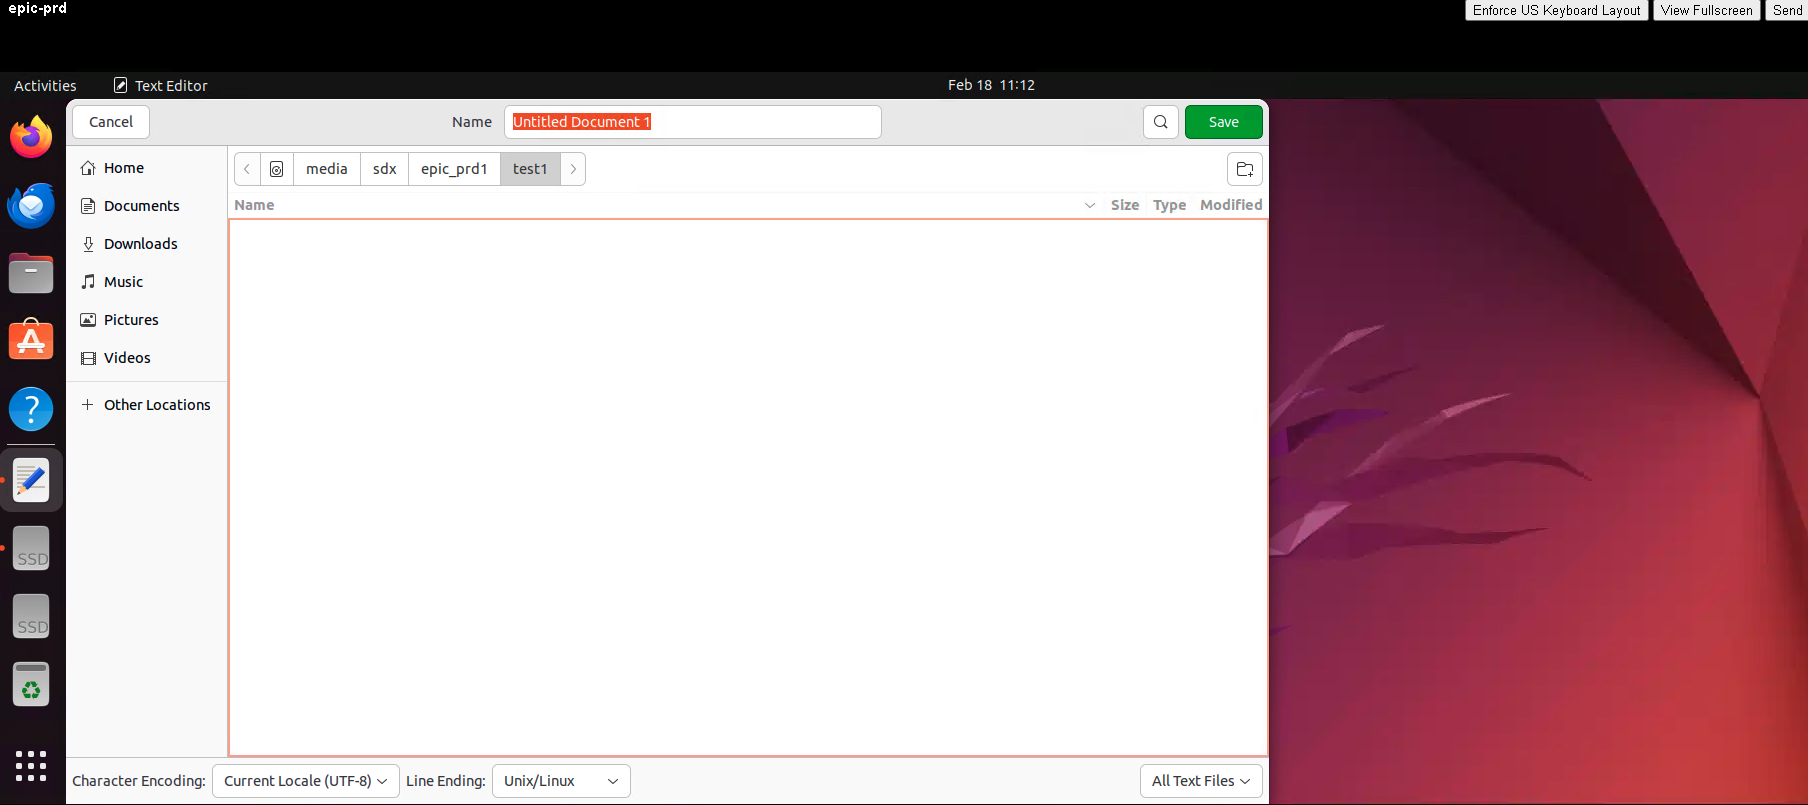 epic-prd
Enforce US Keyboard Layout View Fullscreen Send
Activities Text Editor Feb 18 11:12
Cancel Name Untitled Document 1 Save
Home
Documents
Downloads
Music
Pictures
Videos
Other Locations
media sdx epic_prd1 test1
Name Size Type Modified
SSD
SSD
Character Encoding: Current Locale (UTF-8) Line Ending: Unix/Linux All Text Files